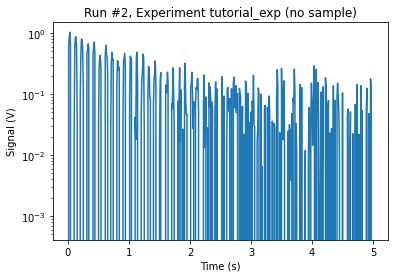 Run #2, Experiment tutorial_exp (no sample)
Signal (V)
10⁰
10⁻¹
10⁻²
10⁻³
0 1 2 3 4 5
Time (s)